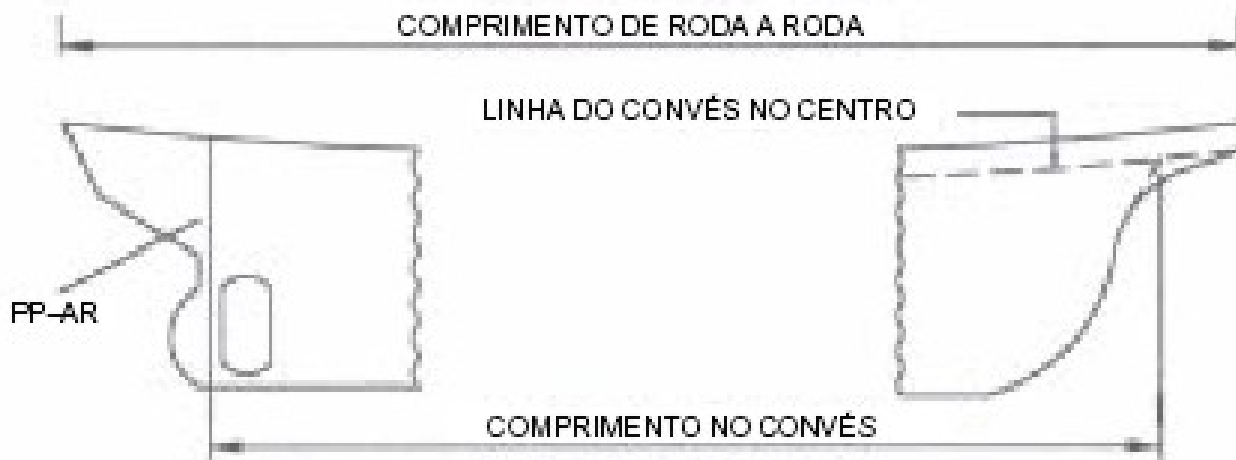 COMPRIMENTO DE RODA A RODA
LINHA DO CONVÉS NO CENTRO
PP-AR
COMPRIMENTO NO CONVÉS